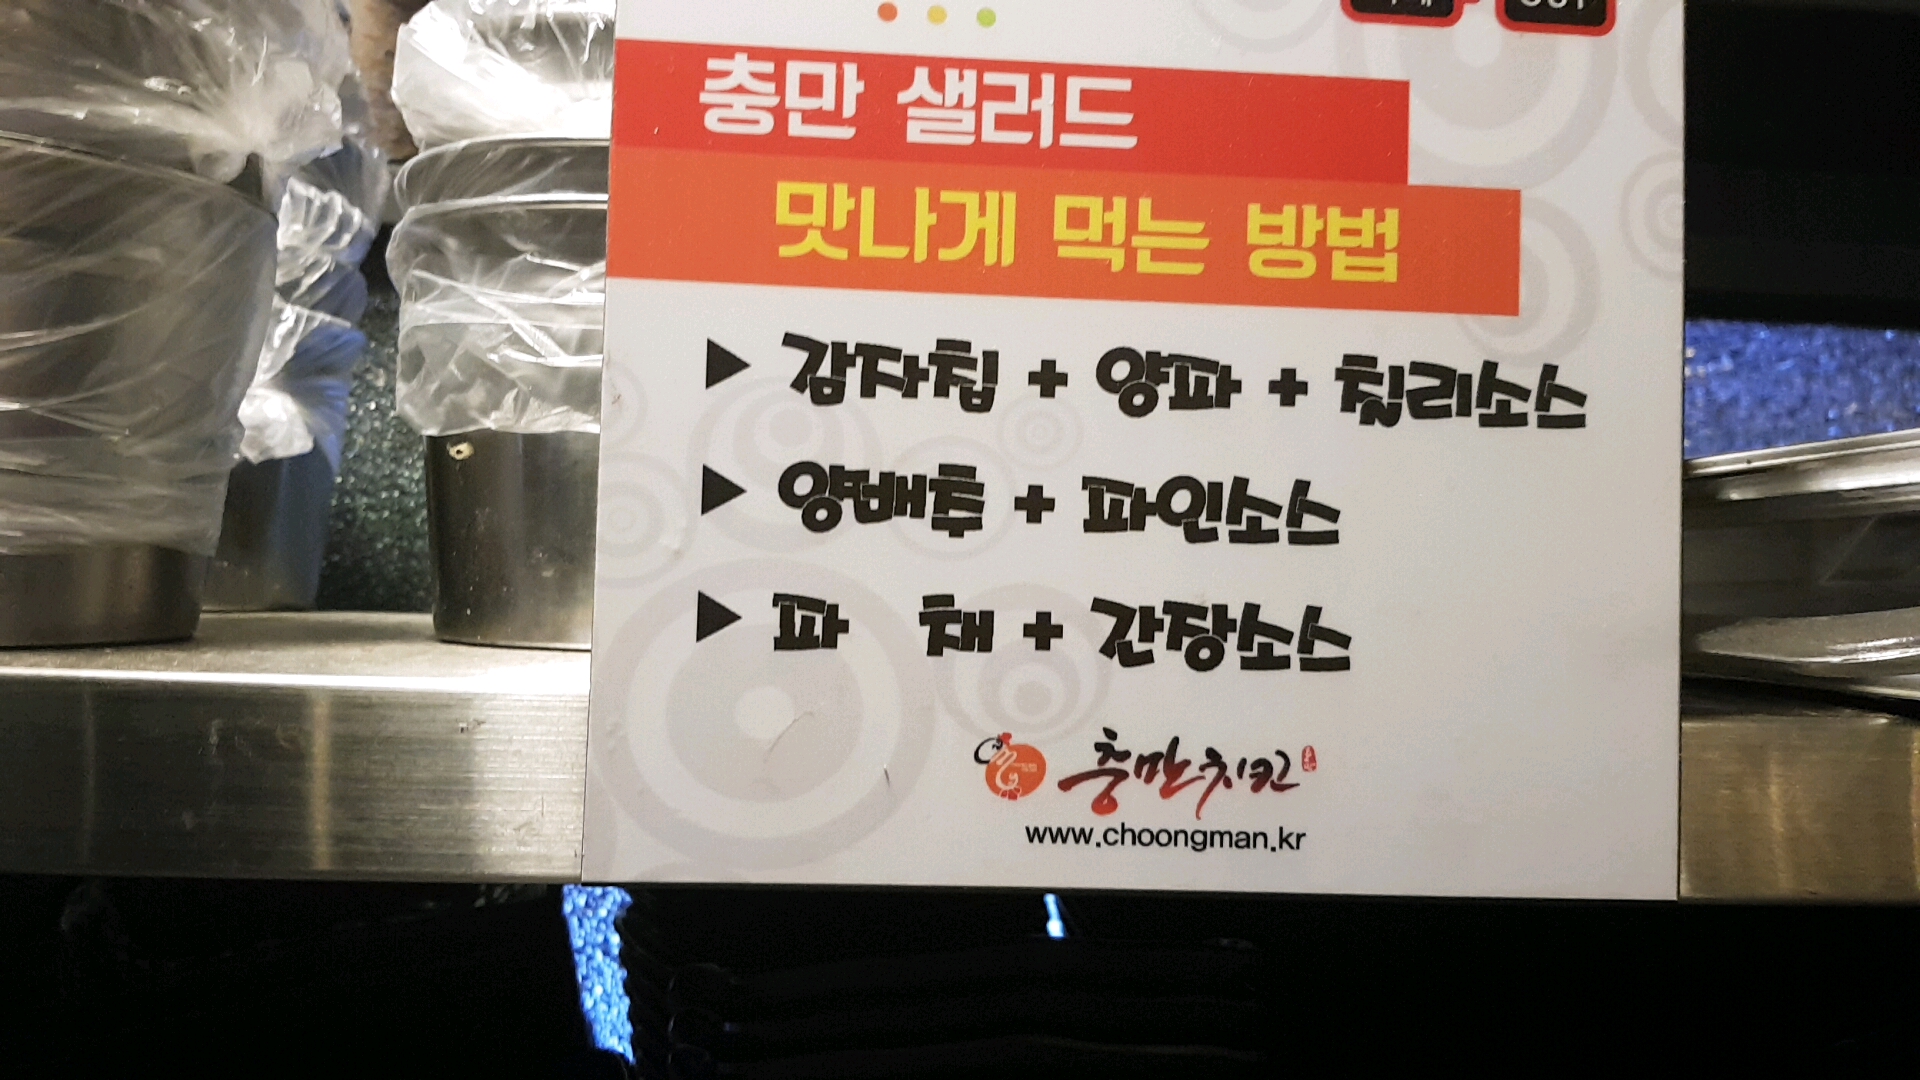 충만 샐러드
맛나게 먹는 방법
▶ 감자칩 + 양파 + 칠리소스
▶ 양배추 + 파인소스
▶ 파 채 + 간장소스
충만치킨
www.choongman.kr